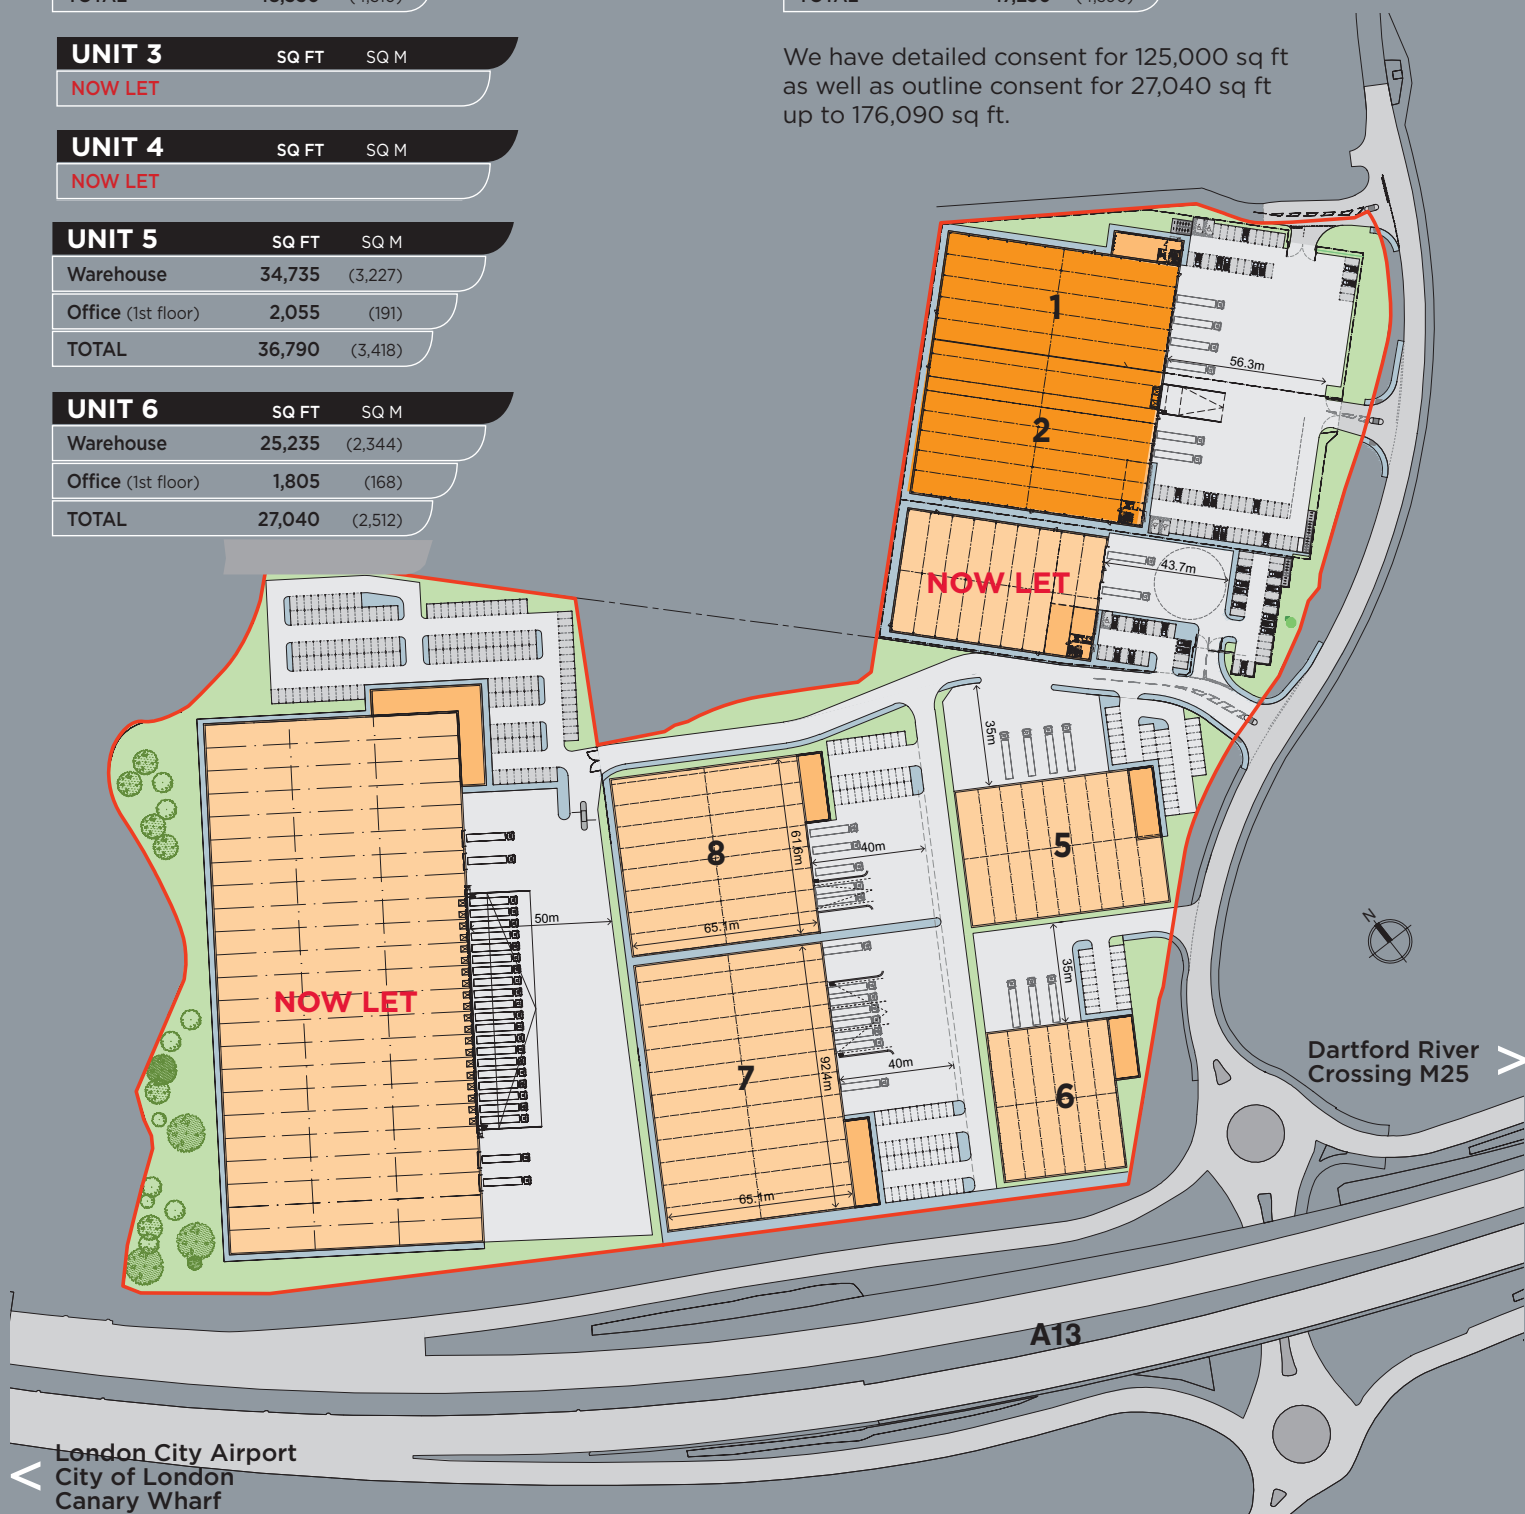 UNIT 3 SQ FT SQ M
NOW LET
UNIT 4 SQ FT SQ M
NOW LET
UNIT 5 SQ FT SQ M
Warehouse 34,735 (3,227)
Office (1st floor) 2,055 (191)
TOTAL 36,790 (3,418)
UNIT 6 SQ FT SQ M
Warehouse 25,235 (2,344)
Office (1st floor) 1,805 (168)
TOTAL 27,040 (2,512)
We have detailed consent for 125,000 sq ft
as well as outline consent for 27,040 sq ft
up to 176,090 sq ft.
1
56.3m
2
NOW LET
43.7m
35m
8
61.6m
40m
65.1m
5
50m
N
NOW LET
35m
7
92.4m
40m
65.1m
6
Dartford River
Crossing M25
>
A13
<
London City Airport
City of London
Canary Wharf